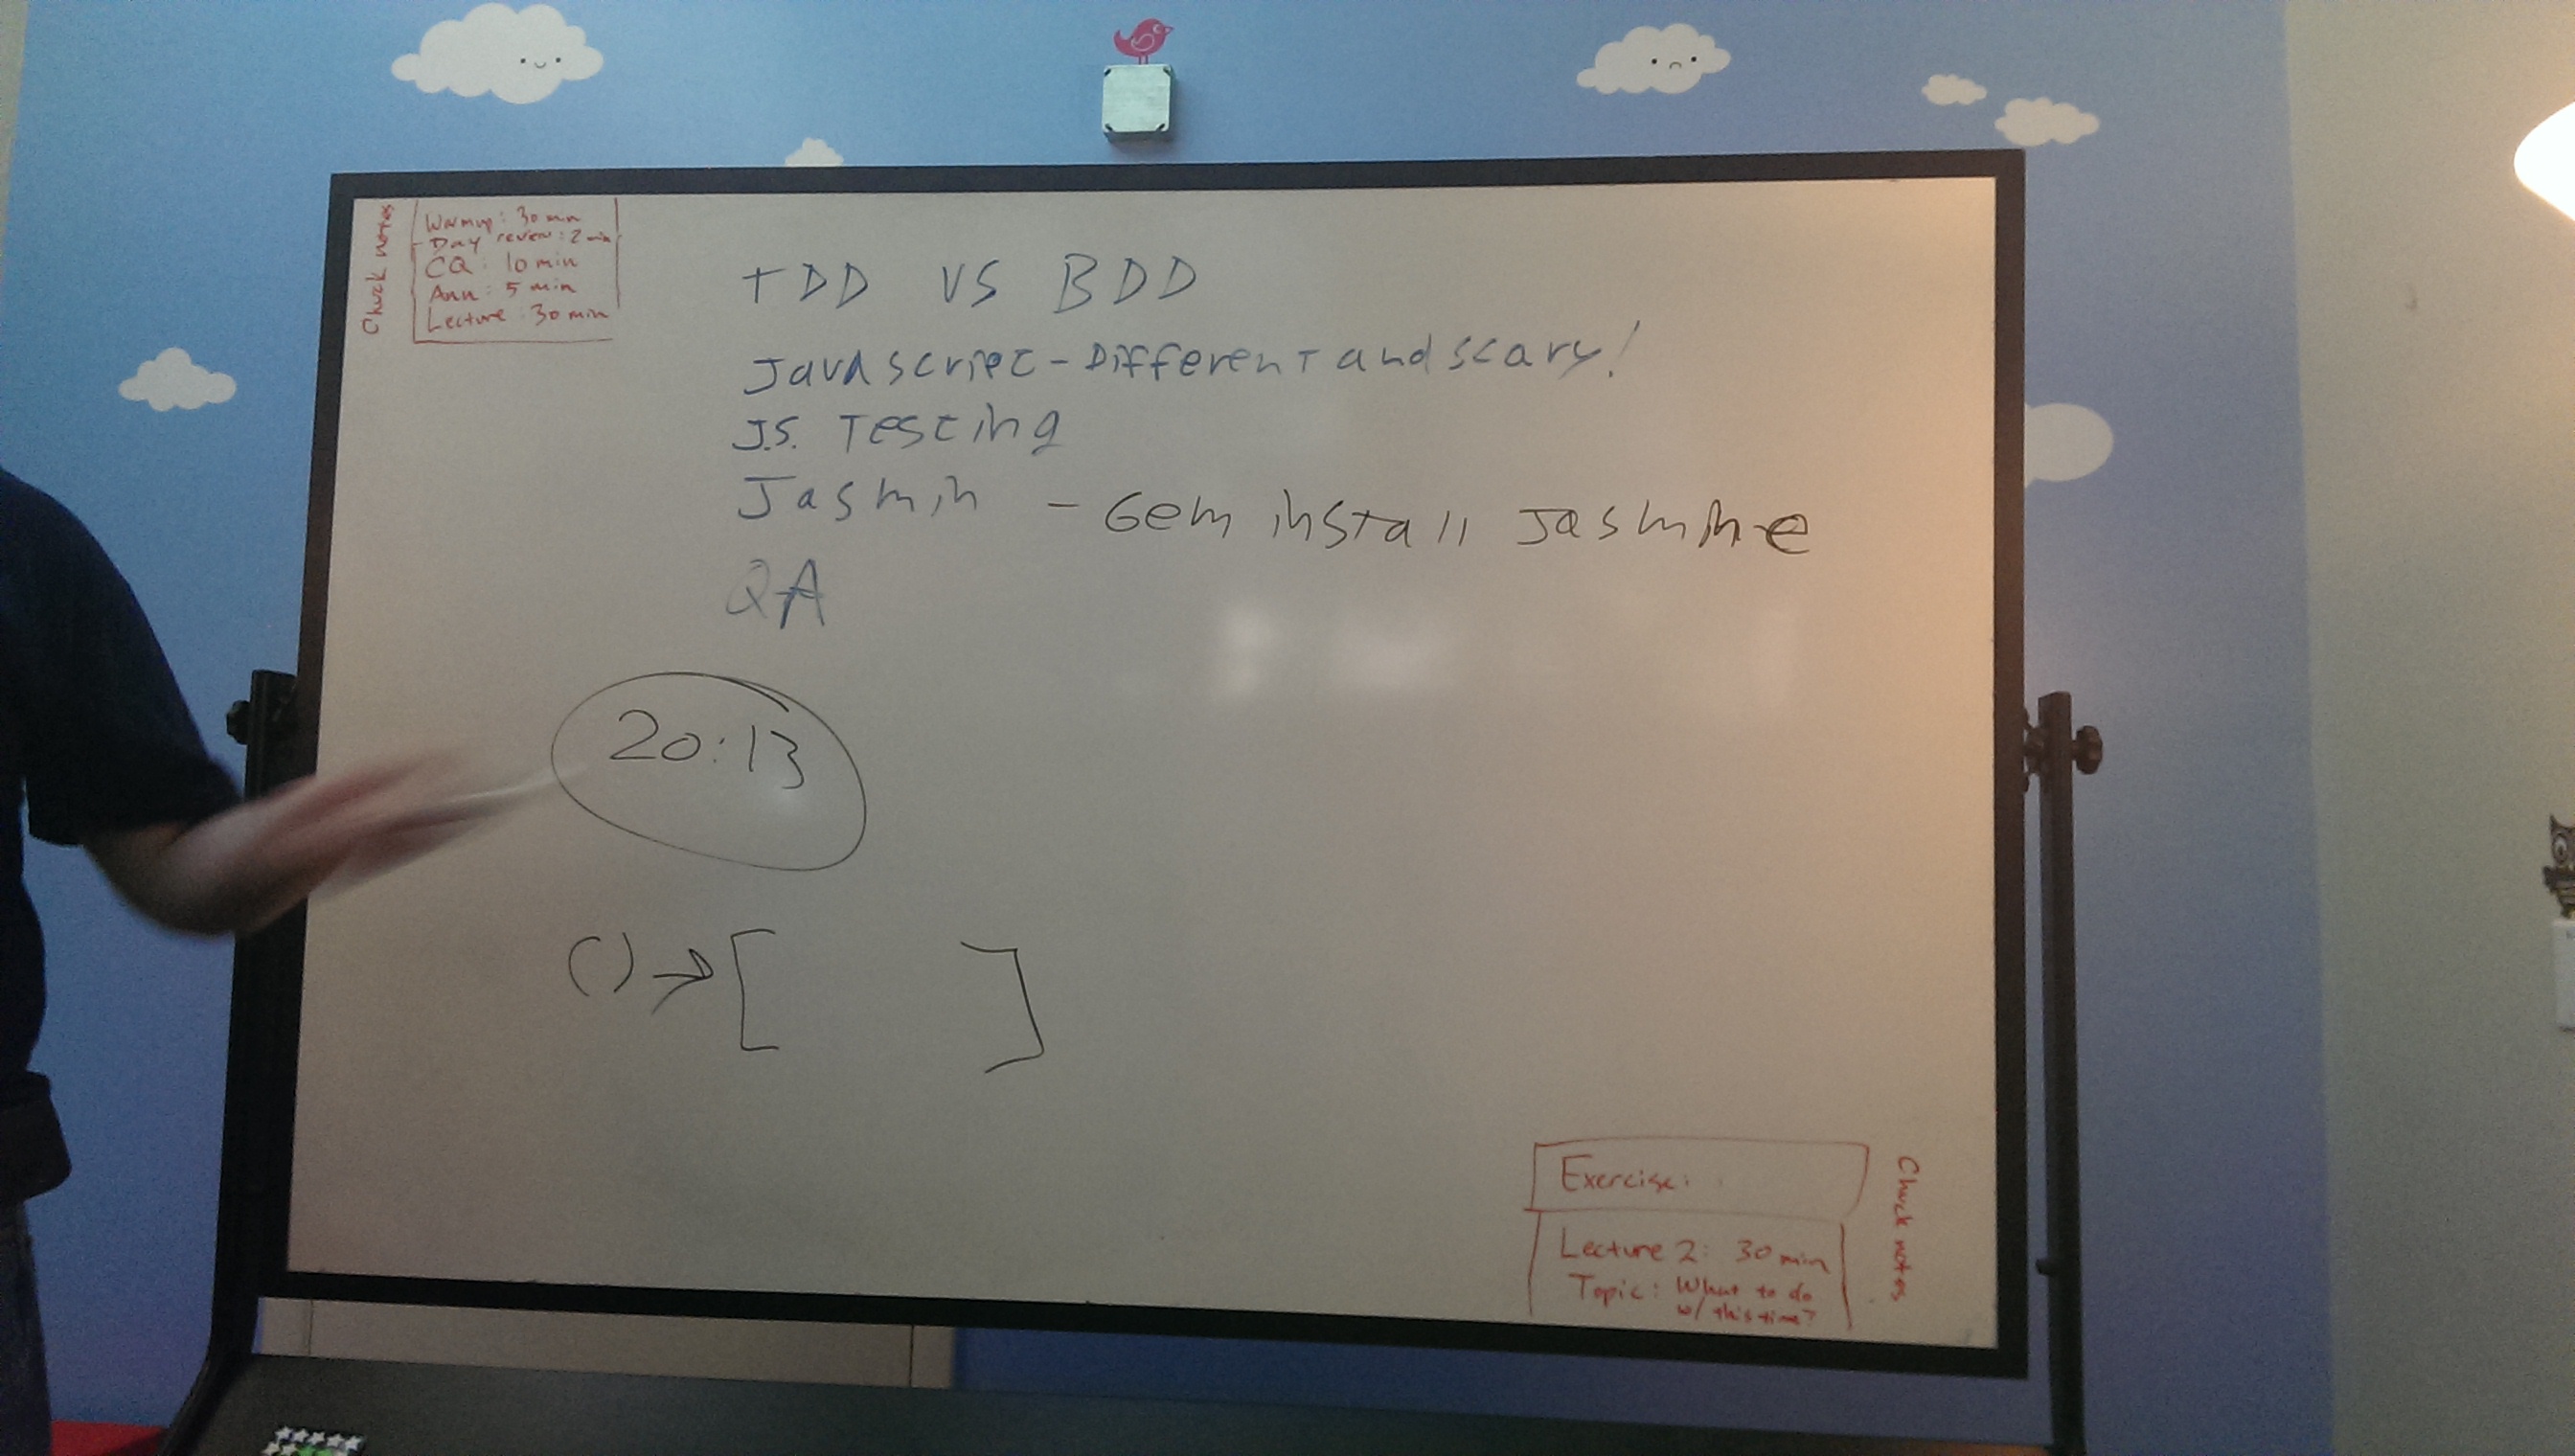 Chuck notes
Warmup: 30 min
Day review: 2 min
CQ: 10 min
Ann: 5 min
Lecture: 30 min
TDD VS BDD
Javascript - Different and scary!
J.S. Testing
Jasmin - Gem install Jasmine
QA
20:13
() → [ ]
Exercise:
Lecture 2: 30 min
Topic: What to do
w/ this time?
Chuck notes